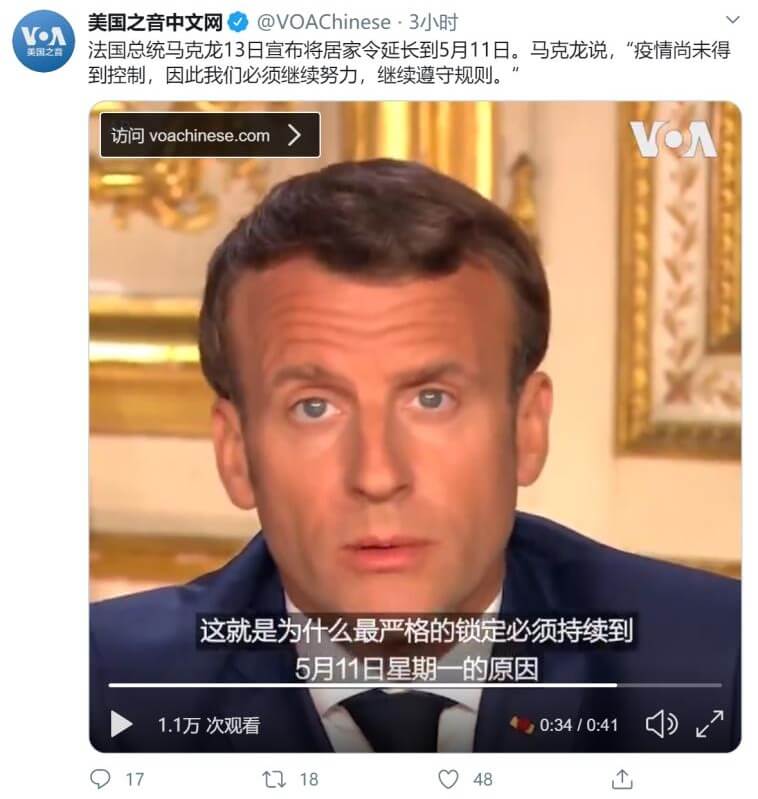 美国之音中文网 @VOAChinese · 3小时
法国总统马克龙13日宣布将居家令延长到5月11日。马克龙说，“疫情尚未得
到控制，因此我们必须继续努力，继续遵守规则。”
VOA
美国之音
访问 voachinese.com
VOA
这就是为什么最严格的锁定必须持续到
5月11日星期一的原因
1.1万 次观看
0:34 / 0:41
17
18
48